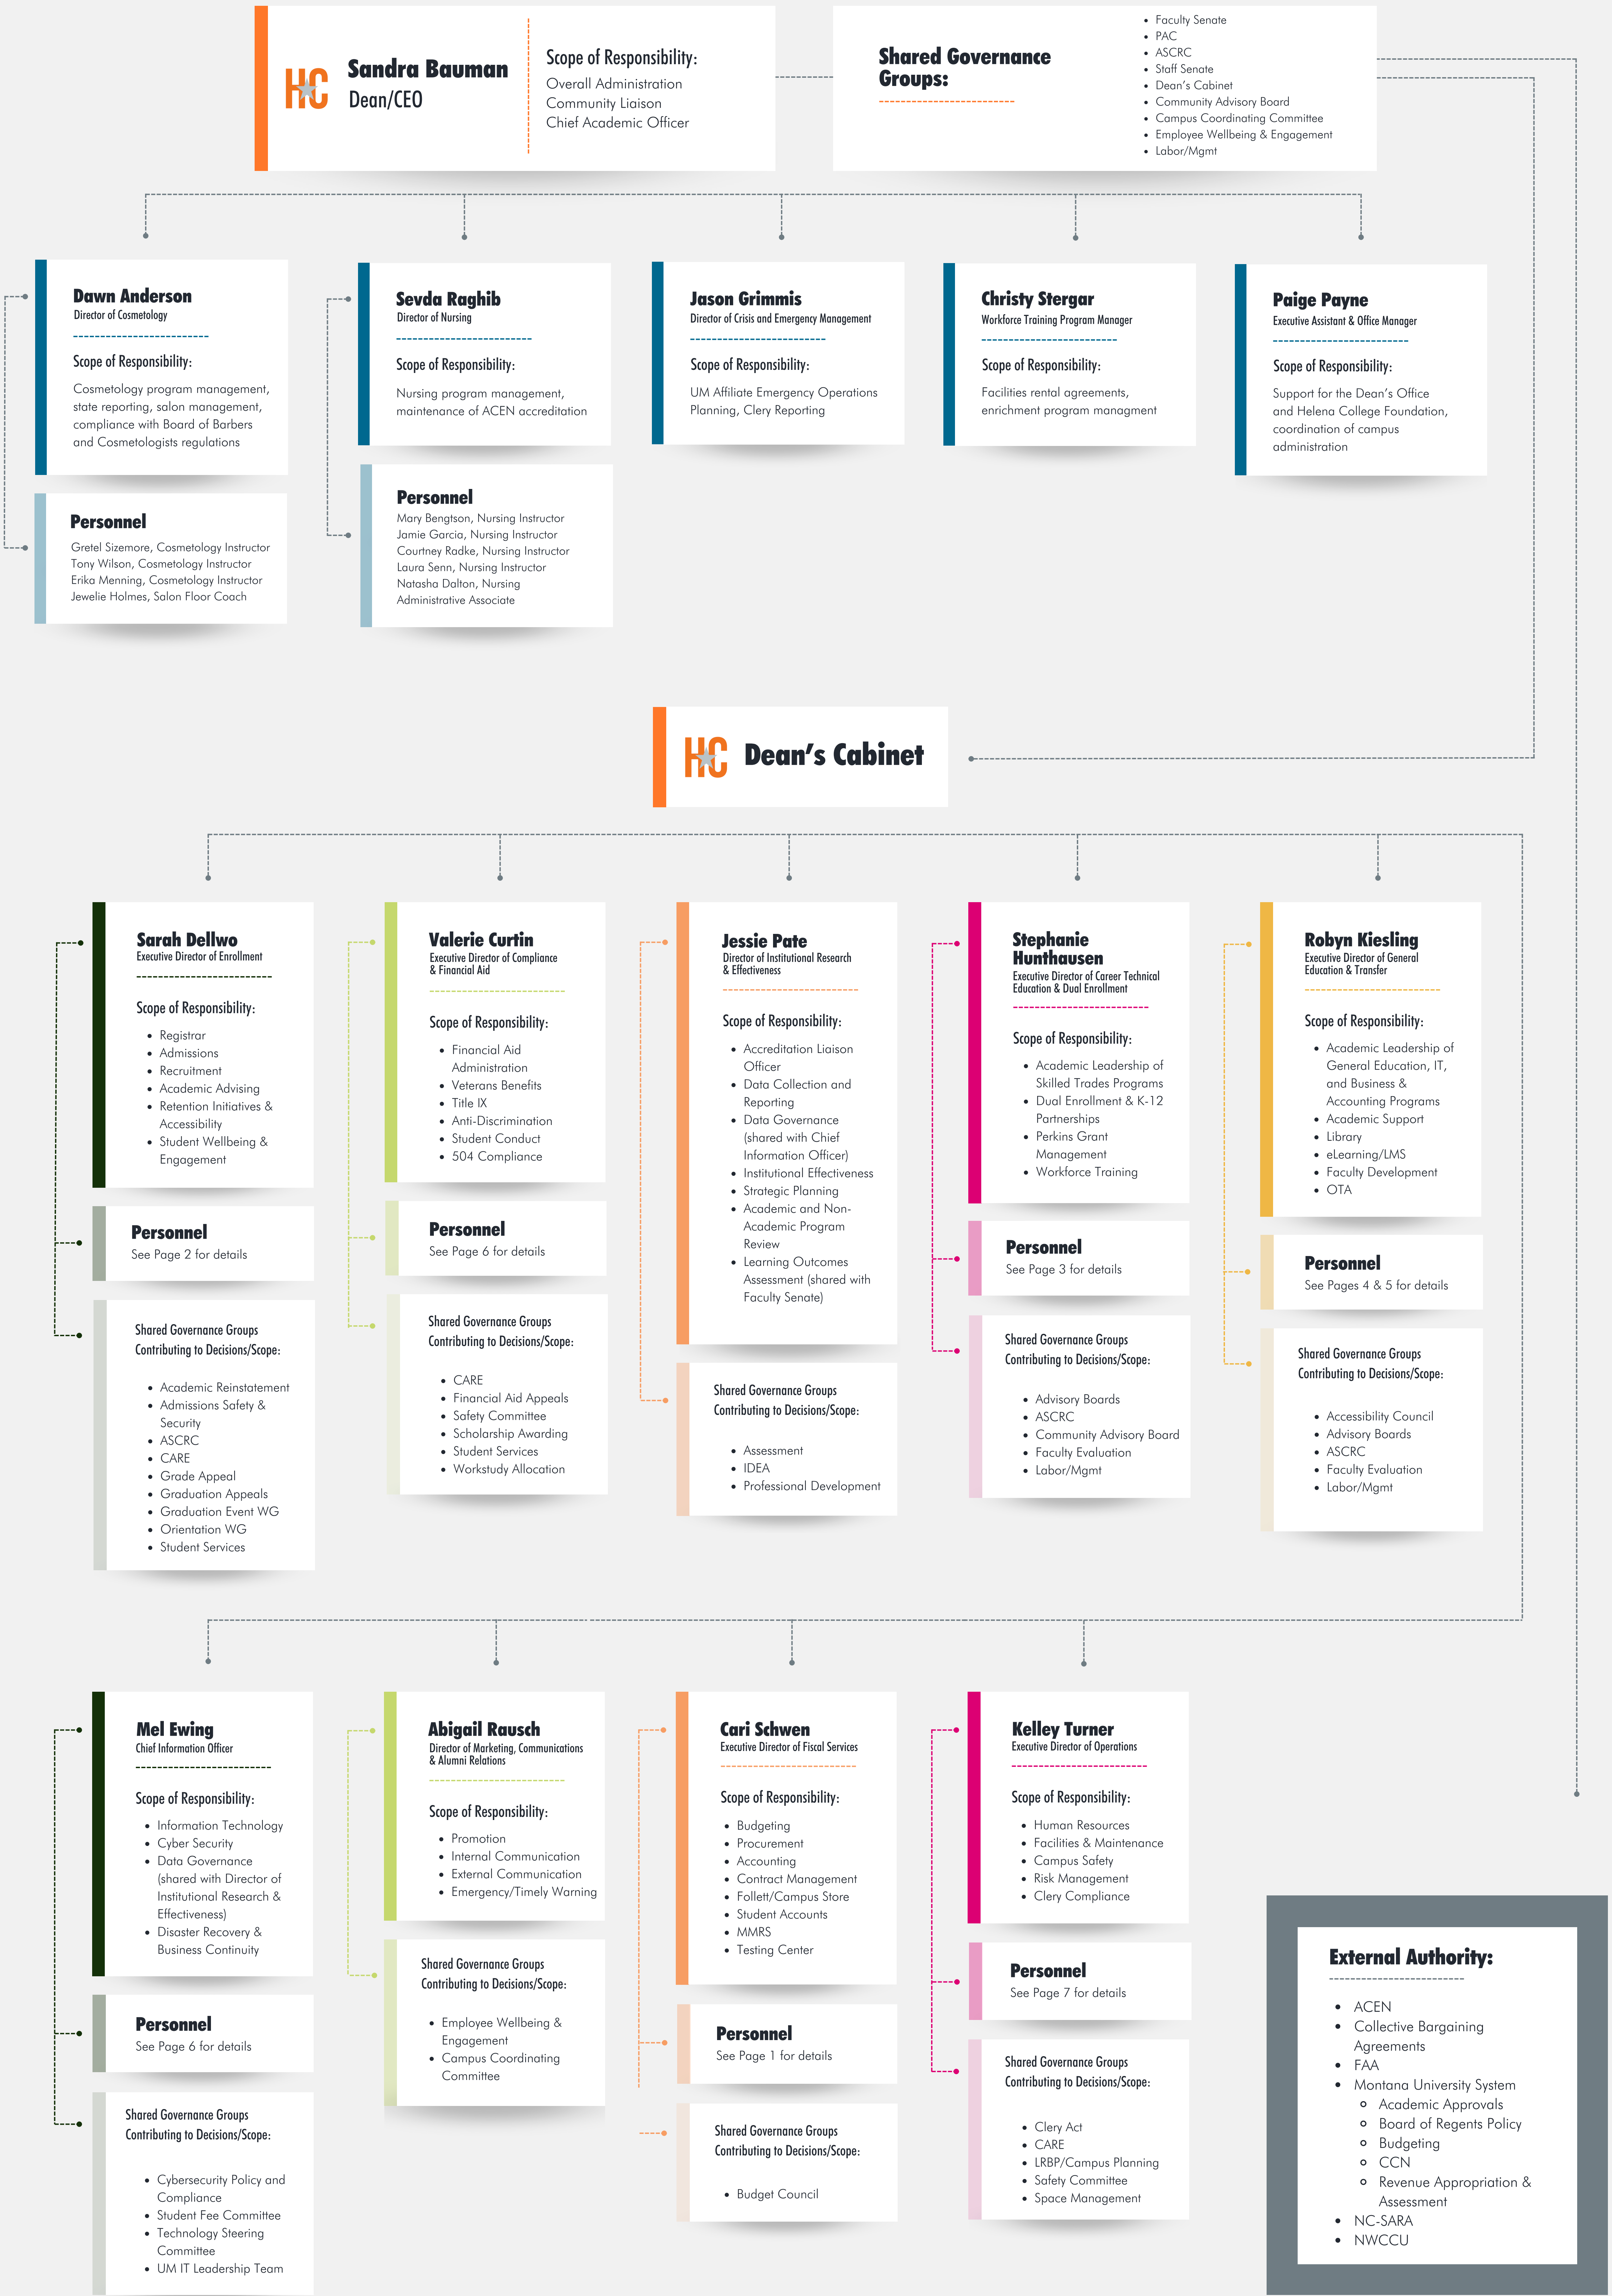 HC
Sandra Bauman
Dean/CEO
Scope of Responsibility:
Overall Administration
Community Liaison
Chief Academic Officer
Shared Governance
Groups:
• Faculty Senate
• PAC
• ASCRC
• Staff Senate
• Dean's Cabinet
• Community Advisory Board
• Campus Coordinating Committee
• Employee Wellbeing & Engagement
• Labor/Mgmt
Dawn Anderson
Director of Cosmetology
Scope of Responsibility:
Cosmetology program management,
state reporting, salon management,
compliance with Board of Barbers
and Cosmetologists regulations
Personnel
Gretel Sizemore, Cosmetology Instructor
Tony Wilson, Cosmetology Instructor
Erika Menning, Cosmetology Instructor
Jewelie Holmes, Salon Floor Coach
Sevda Raghib
Director of Nursing
Scope of Responsibility:
Nursing program management,
maintenance of ACEN accreditation
Personnel
Mary Bengtson, Nursing Instructor
Jamie Garcia, Nursing Instructor
Courtney Radke, Nursing Instructor
Laura Senn, Nursing Instructor
Natasha Dalton, Nursing
Administrative Associate
Jason Grimmis
Director of Crisis and Emergency Management
Scope of Responsibility:
UM Affiliate Emergency Operations
Planning, Clery Reporting
Christy Stergar
Workforce Training Program Manager
Scope of Responsibility:
Facilities rental agreements,
enrichment program managment
Paige Payne
Executive Assistant & Office Manager
Scope of Responsibility:
Support for the Dean's Office
and Helena College Foundation,
coordination of campus
administration
HC
Dean's Cabinet
Sarah Dellwo
Executive Director of Enrollment
Scope of Responsibility:
• Registrar
• Admissions
• Recruitment
• Academic Advising
• Retention Initiatives &
Accessibility
• Student Wellbeing &
Engagement
Personnel
See Page 2 for details
Shared Governance Groups
Contributing to Decisions/Scope:
• Academic Reinstatement
• Admissions Safety &
Security
• ASCRC
• CARE
• Grade Appeal
• Graduation Appeals
• Graduation Event WG
• Orientation WG
• Student Services
Valerie Curtin
Executive Director of Compliance
& Financial Aid
Scope of Responsibility:
• Financial Aid
Administration
• Veterans Benefits
• Title IX
• Anti-Discrimination
• Student Conduct
• 504 Compliance
Personnel
See Page 6 for details
Shared Governance Groups
Contributing to Decisions/Scope:
• CARE
• Financial Aid Appeals
• Safety Committee
• Scholarship Awarding
• Student Services
• Workstudy Allocation
Jessie Pate
Director of Institutional Research
& Effectiveness
Scope of Responsibility:
• Accreditation Liaison
Officer
• Data Collection and
Reporting
• Data Governance
(shared with Chief
Information Officer)
• Institutional Effectiveness
• Strategic Planning
• Academic and Non-
Academic Program
Review
• Learning Outcomes
Assessment (shared with
Faculty Senate)
Shared Governance Groups
Contributing to Decisions/Scope:
• Assessment
• IDEA
• Professional Development
Stephanie
Hunthausen
Executive Director of Career Technical
Education & Dual Enrollment
Scope of Responsibility:
• Academic Leadership of
Skilled Trades Programs
• Dual Enrollment & K-12
Partnerships
• Perkins Grant
Management
• Workforce Training
Personnel
See Page 3 for details
Shared Governance Groups
Contributing to Decisions/Scope:
• Advisory Boards
• ASCRC
• Community Advisory Board
• Faculty Evaluation
• Labor/Mgmt
Robyn Kiesling
Executive Director of General
Education & Transfer
Scope of Responsibility:
• Academic Leadership of
General Education, IT,
and Business &
Accounting Programs
• Academic Support
• Library
• eLearning/LMS
• Faculty Development
• OTA
Personnel
See Pages 4 & 5 for details
Shared Governance Groups
Contributing to Decisions/Scope:
• Accessibility Council
• Advisory Boards
• ASCRC
• Faculty Evaluation
• Labor/Mgmt
Mel Ewing
Chief Information Officer
Scope of Responsibility:
• Information Technology
• Cyber Security
• Data Governance
(shared with Director of
Institutional Research &
Effectiveness)
• Disaster Recovery &
Business Continuity
Personnel
See Page 6 for details
Shared Governance Groups
Contributing to Decisions/Scope:
• Cybersecurity Policy and
Compliance
• Student Fee Committee
• Technology Steering
Committee
• UM IT Leadership Team
Abigail Rausch
Director of Marketing, Communications
& Alumni Relations
Scope of Responsibility:
• Promotion
• Internal Communication
• External Communication
• Emergency/Timely Warning
Shared Governance Groups
Contributing to Decisions/Scope:
• Employee Wellbeing &
Engagement
• Campus Coordinating
Committee
Cari Schwen
Executive Director of Fiscal Services
Scope of Responsibility:
• Budgeting
• Procurement
• Accounting
• Contract Management
• Follett/Campus Store
• Student Accounts
• MMRS
• Testing Center
Personnel
See Page 1 for details
Shared Governance Groups
Contributing to Decisions/Scope:
• Budget Council
Kelley Turner
Executive Director of Operations
Scope of Responsibility:
• Human Resources
• Facilities & Maintenance
• Campus Safety
• Risk Management
• Clery Compliance
Personnel
See Page 7 for details
Shared Governance Groups
Contributing to Decisions/Scope:
• Clery Act
• CARE
• LRBP/Campus Planning
• Safety Committee
• Space Management
External Authority:
• ACEN
• Collective Bargaining
Agreements
• FAA
• Montana University System
○ Academic Approvals
○ Board of Regents Policy
○ Budgeting
○ CCN
○ Revenue Appropriation &
Assessment
• NC-SARA
• NWCCU